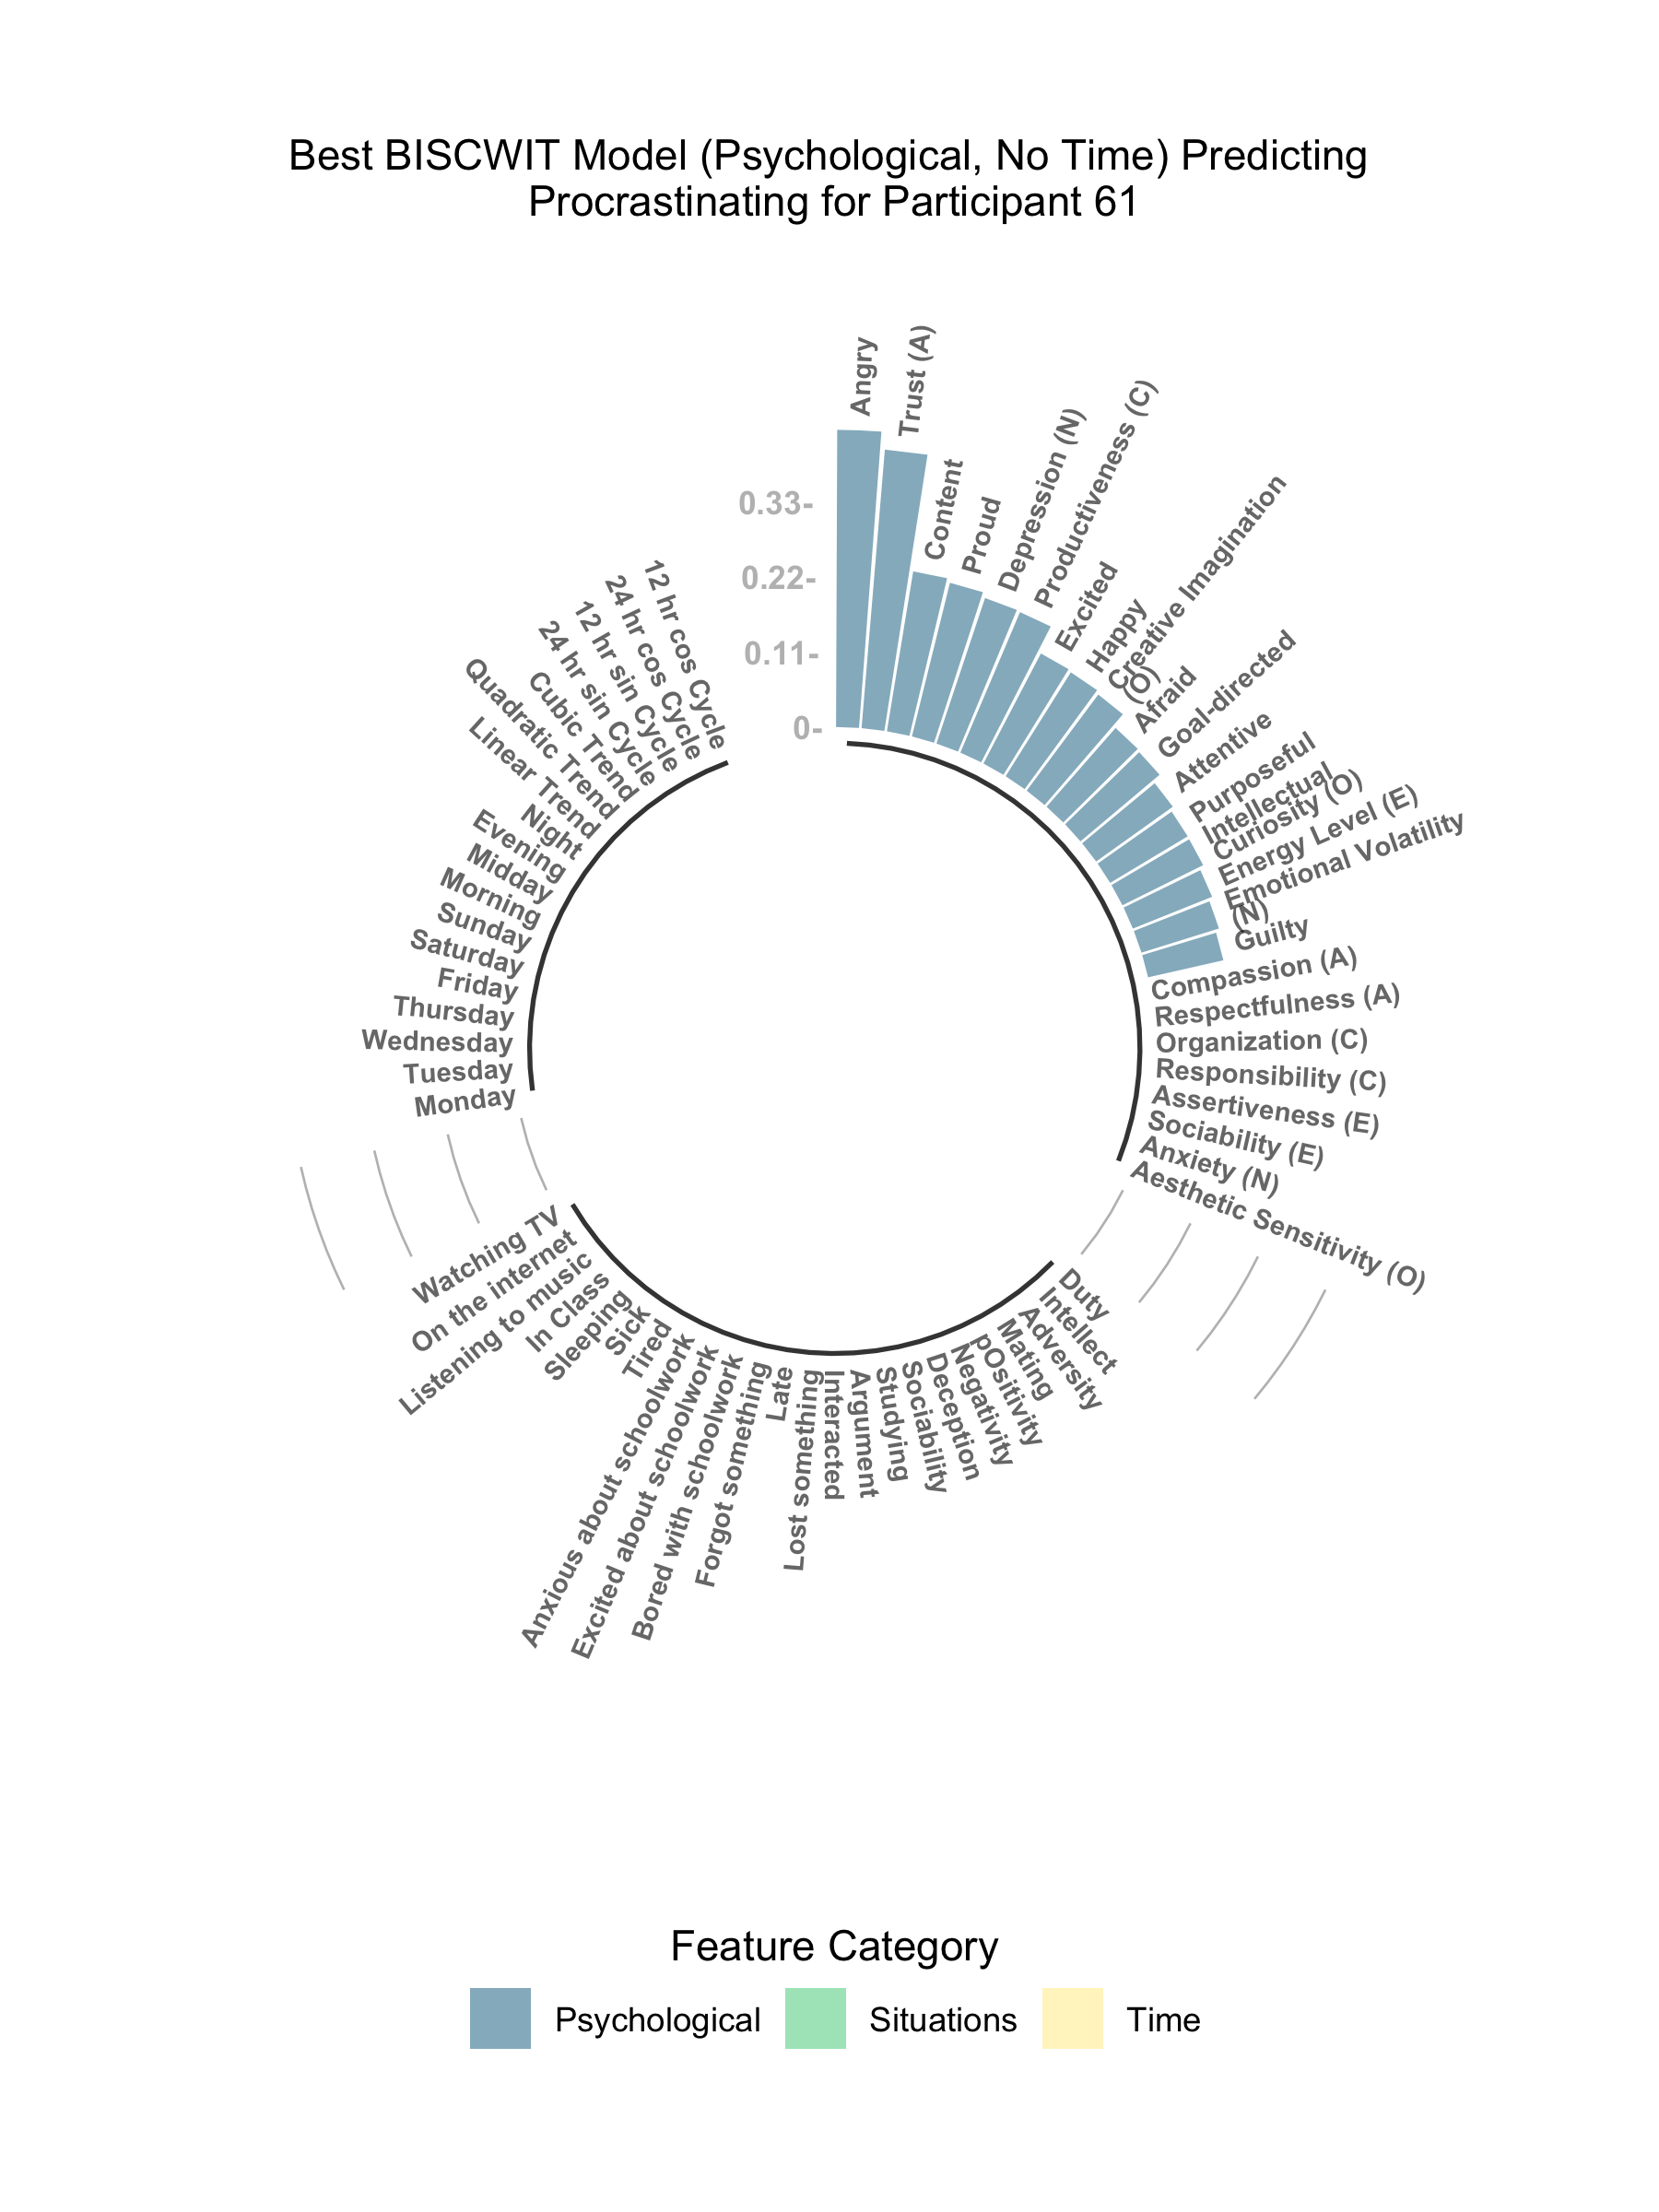 Best BISCWIT Model (Psychological, No Time) Predicting
Procrastinating for Participant 61
0.33-
0.22-
0.11-
0-
Angry
Trust (A)
Content
Proud
Depression (N)
Productiveness (C)
Excited
Happy
Creative Imagination
(O)
Afraid
Goal-directed
Attentive
Purposeful
Intellectual
Curiosity (O)
Energy Level (E)
Emotional Volatility
(N)
Guilty
Compassion (A)
Respectfulness (A)
Organization (C)
Responsibility (C)
Assertiveness (E)
Sociability (E)
Anxiety (N)
Aesthetic Sensitivity (O)
Duty
Intellect
Adversity
Mating
pOsitivity
Negativity
Deception
Sociability
Studying
Argument
Interacted
Lost something
Late
Forgot something
Bored with schoolwork
Excited about schoolwork
Anxious about schoolwork
Tired
Sick
Sleeping
In Class
Listening to music
On the internet
Watching TV
Monday
Tuesday
Wednesday
Thursday
Friday
Saturday
Sunday
Morning
Midday
Evening
Night
Linear Trend
Quadratic Trend
Cubic Trend
24 hr sin Cycle
12 hr sin Cycle
24 hr cos Cycle
12 hr cos Cycle
Feature Category
Psychological
Situations
Time